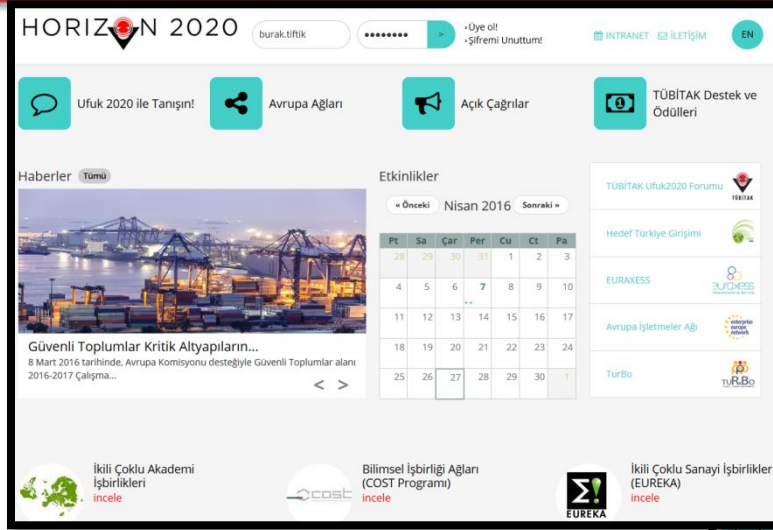 HORIZON 2020
burak.tiftik
>
›Üye ol!
›Şifremi Unuttum!
INTRANET
İLETİŞİM
EN
Ufuk 2020 ile Tanışın!
Avrupa Ağları
Açık Çağrılar
TÜBİTAK Destek ve
Ödülleri
Haberler Tümü
Güvenli Toplumlar Kritik Altyapıların...
8 Mart 2016 tarihinde, Avrupa Komisyonu desteğiyle Güvenli Toplumlar alanı
2016-2017 Çalışma...
< >
Etkinlikler
« Önceki Nisan 2016 Sonraki »
Pt Sa Çar Per Cu Ct Pa
28 29 30 31 1 2 3
4 5 6 7 8 9 10
11 12 13 14 15 16 17
18 19 20 21 22 23 24
25 26 27 28 29 30 1
TÜBİTAK Ufuk2020 Forumu
TÜBİTAK
Hedef Türkiye Girişimi
EURAXESS
euraxess
Avrupa İşletmeler Ağı
enterprise
europe
network
TurBo
TURBo
İkili Çoklu Akademi
İşbirlikleri
incele
cost
Bilimsel İşbirliği Ağları
(COST Programı)
incele
Σ!
EUREKA
İkili Çoklu Sanayi İşbirlikler
(EUREKA)
incele